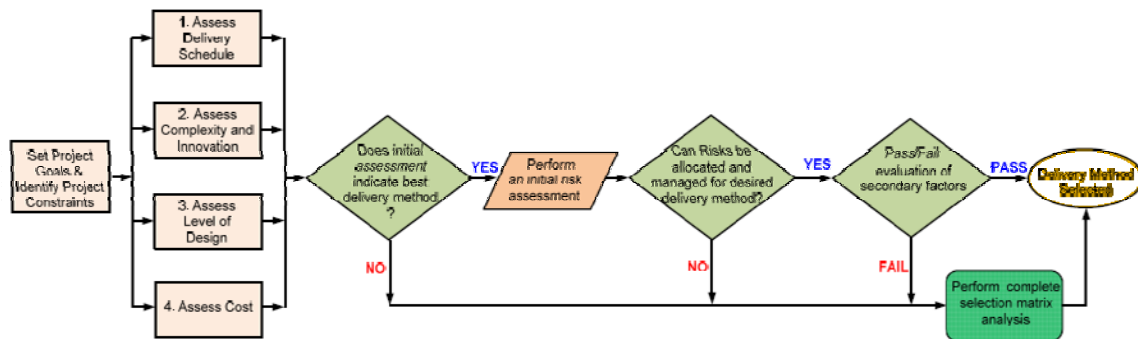 Set Project
Goals &
Identify Project
Constraints
1. Assess
Delivery
Schedule
2. Assess
Complexity and
Innovation
3. Assess
Level of
Design
4. Assess Cost
Does initial
assessment
indicate best
delivery method
?
YES
NO
Perform
an initial risk
assessment
Can Risks be
allocated and
managed for desired
delivery method?
YES
NO
Pass/Fail
evaluation of
secondary factors
PASS
FAIL
Delivery Method
Selected
Perform complete
selection matrix
analysis